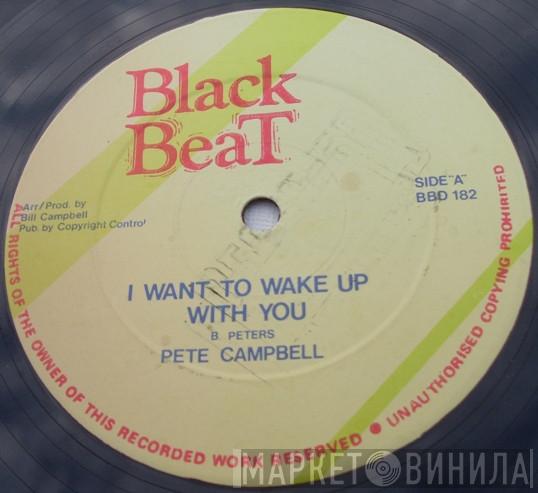 Black
BeaT
SIDE "A"
BBD 182
Arr/Prod. by
Bill Campbell
Pub. by Copyright Control
I WANT TO WAKE UP
WITH YOU
B. PETERS
PETE CAMPBELL
ALL RIGHTS OF THE OWNER OF THIS RECORDED WORK RESERVED ● UNAUTHORISED COPYING PROHIBITED
МАРКЕТ ВИНИЛА